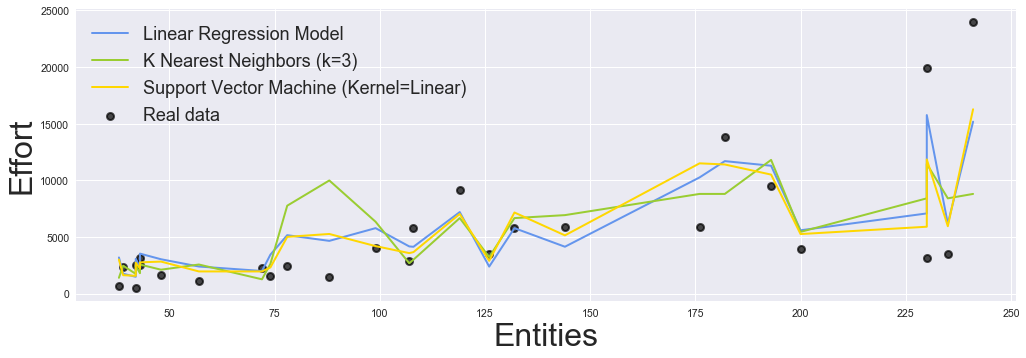 25000
Linear Regression Model
K Nearest Neighbors (k=3)
20000
Support Vector Machine (Kernel=Linear)
Real data
15000
Effort
10000
5000
0
50 75 100 125 150 175 200 225 250
Entities